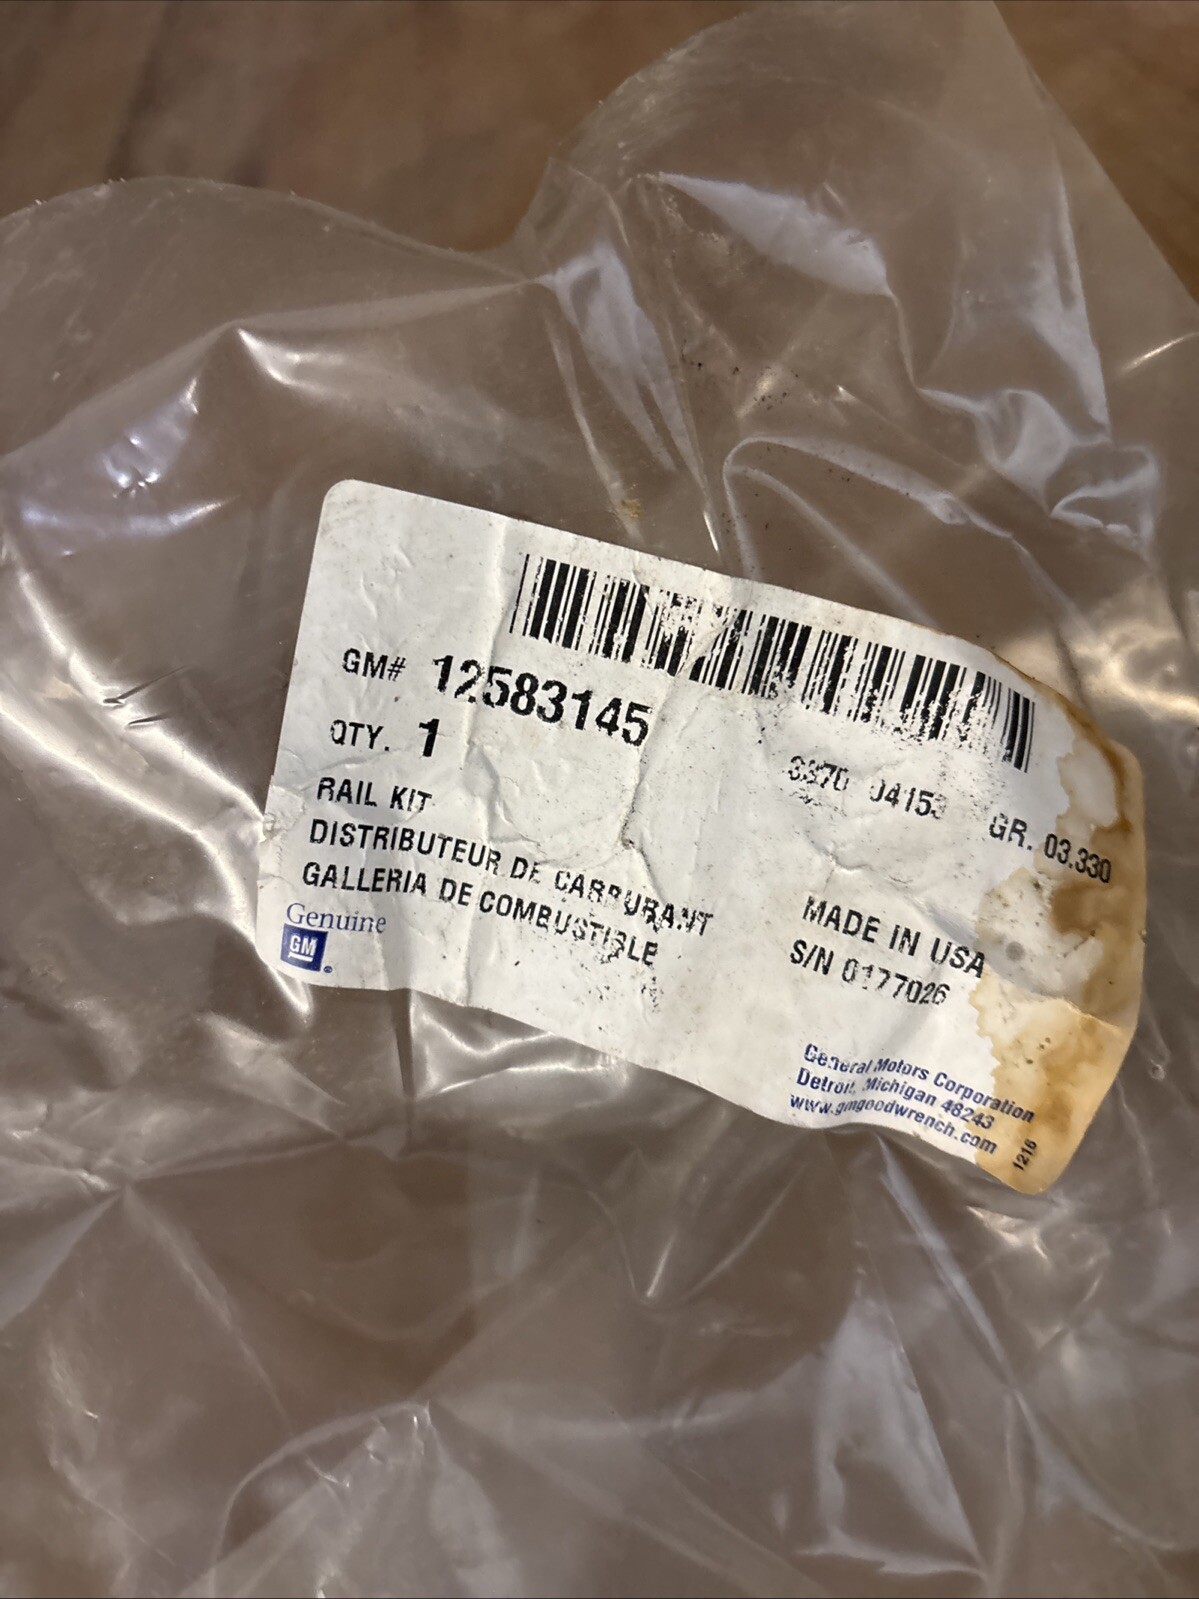 GM# 12583145
QTY. 1
RAIL KIT
DISTRIBUTEUR DE CARBURANT
GALLERIA DE COMBUSTIBLE
Genuine
GM
04153 GR. 03.330
MADE IN USA
S/N 0177026
General Motors Corporation
Detroit, Michigan 48243
www.gmgoodwrench.com
1216